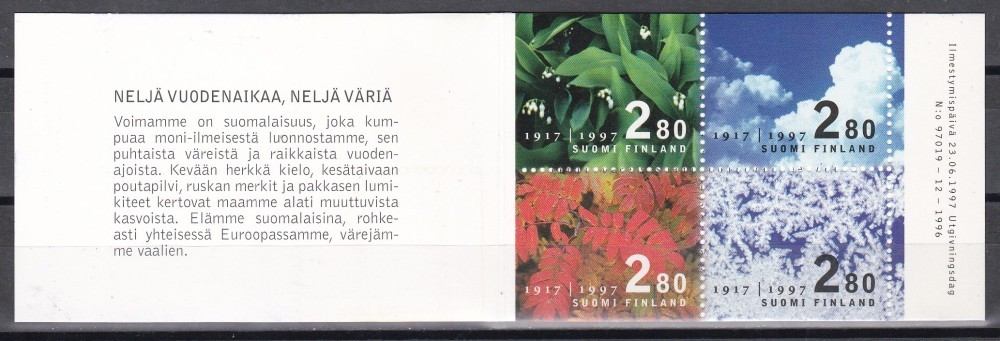 NELJÄ VUODENAIKAA, NELJÄ VÄRIÄ
Voimamme on suomalaisuus, joka kum-
puaa moni-ilmeisestä luonnostamme, sen
puhtaista väreistä ja raikkaista vuoden-
ajoista. Kevään herkkä kielo, kesätaivaan
poutapilvi, ruskan merkit ja pakkasen lumi-
kiteet kertovat maamme alati muuttuvista
kasvoista. Elämme suomalaisina, rohke-
asti yhteisessä Euroopassamme, värejäm-
me vaalien.
1917 | 1997 2 80
SUOMI FINLAND
1917 | 1997 2 80
SUOMI FINLAND
1917 | 1997 2 80
SUOMI FINLAND
1917 | 1997 2 80
SUOMI FINLAND
Ilmestymispäivä 23.06.1997 Utgivningsdag
N:o 97019 – 12 – 1996